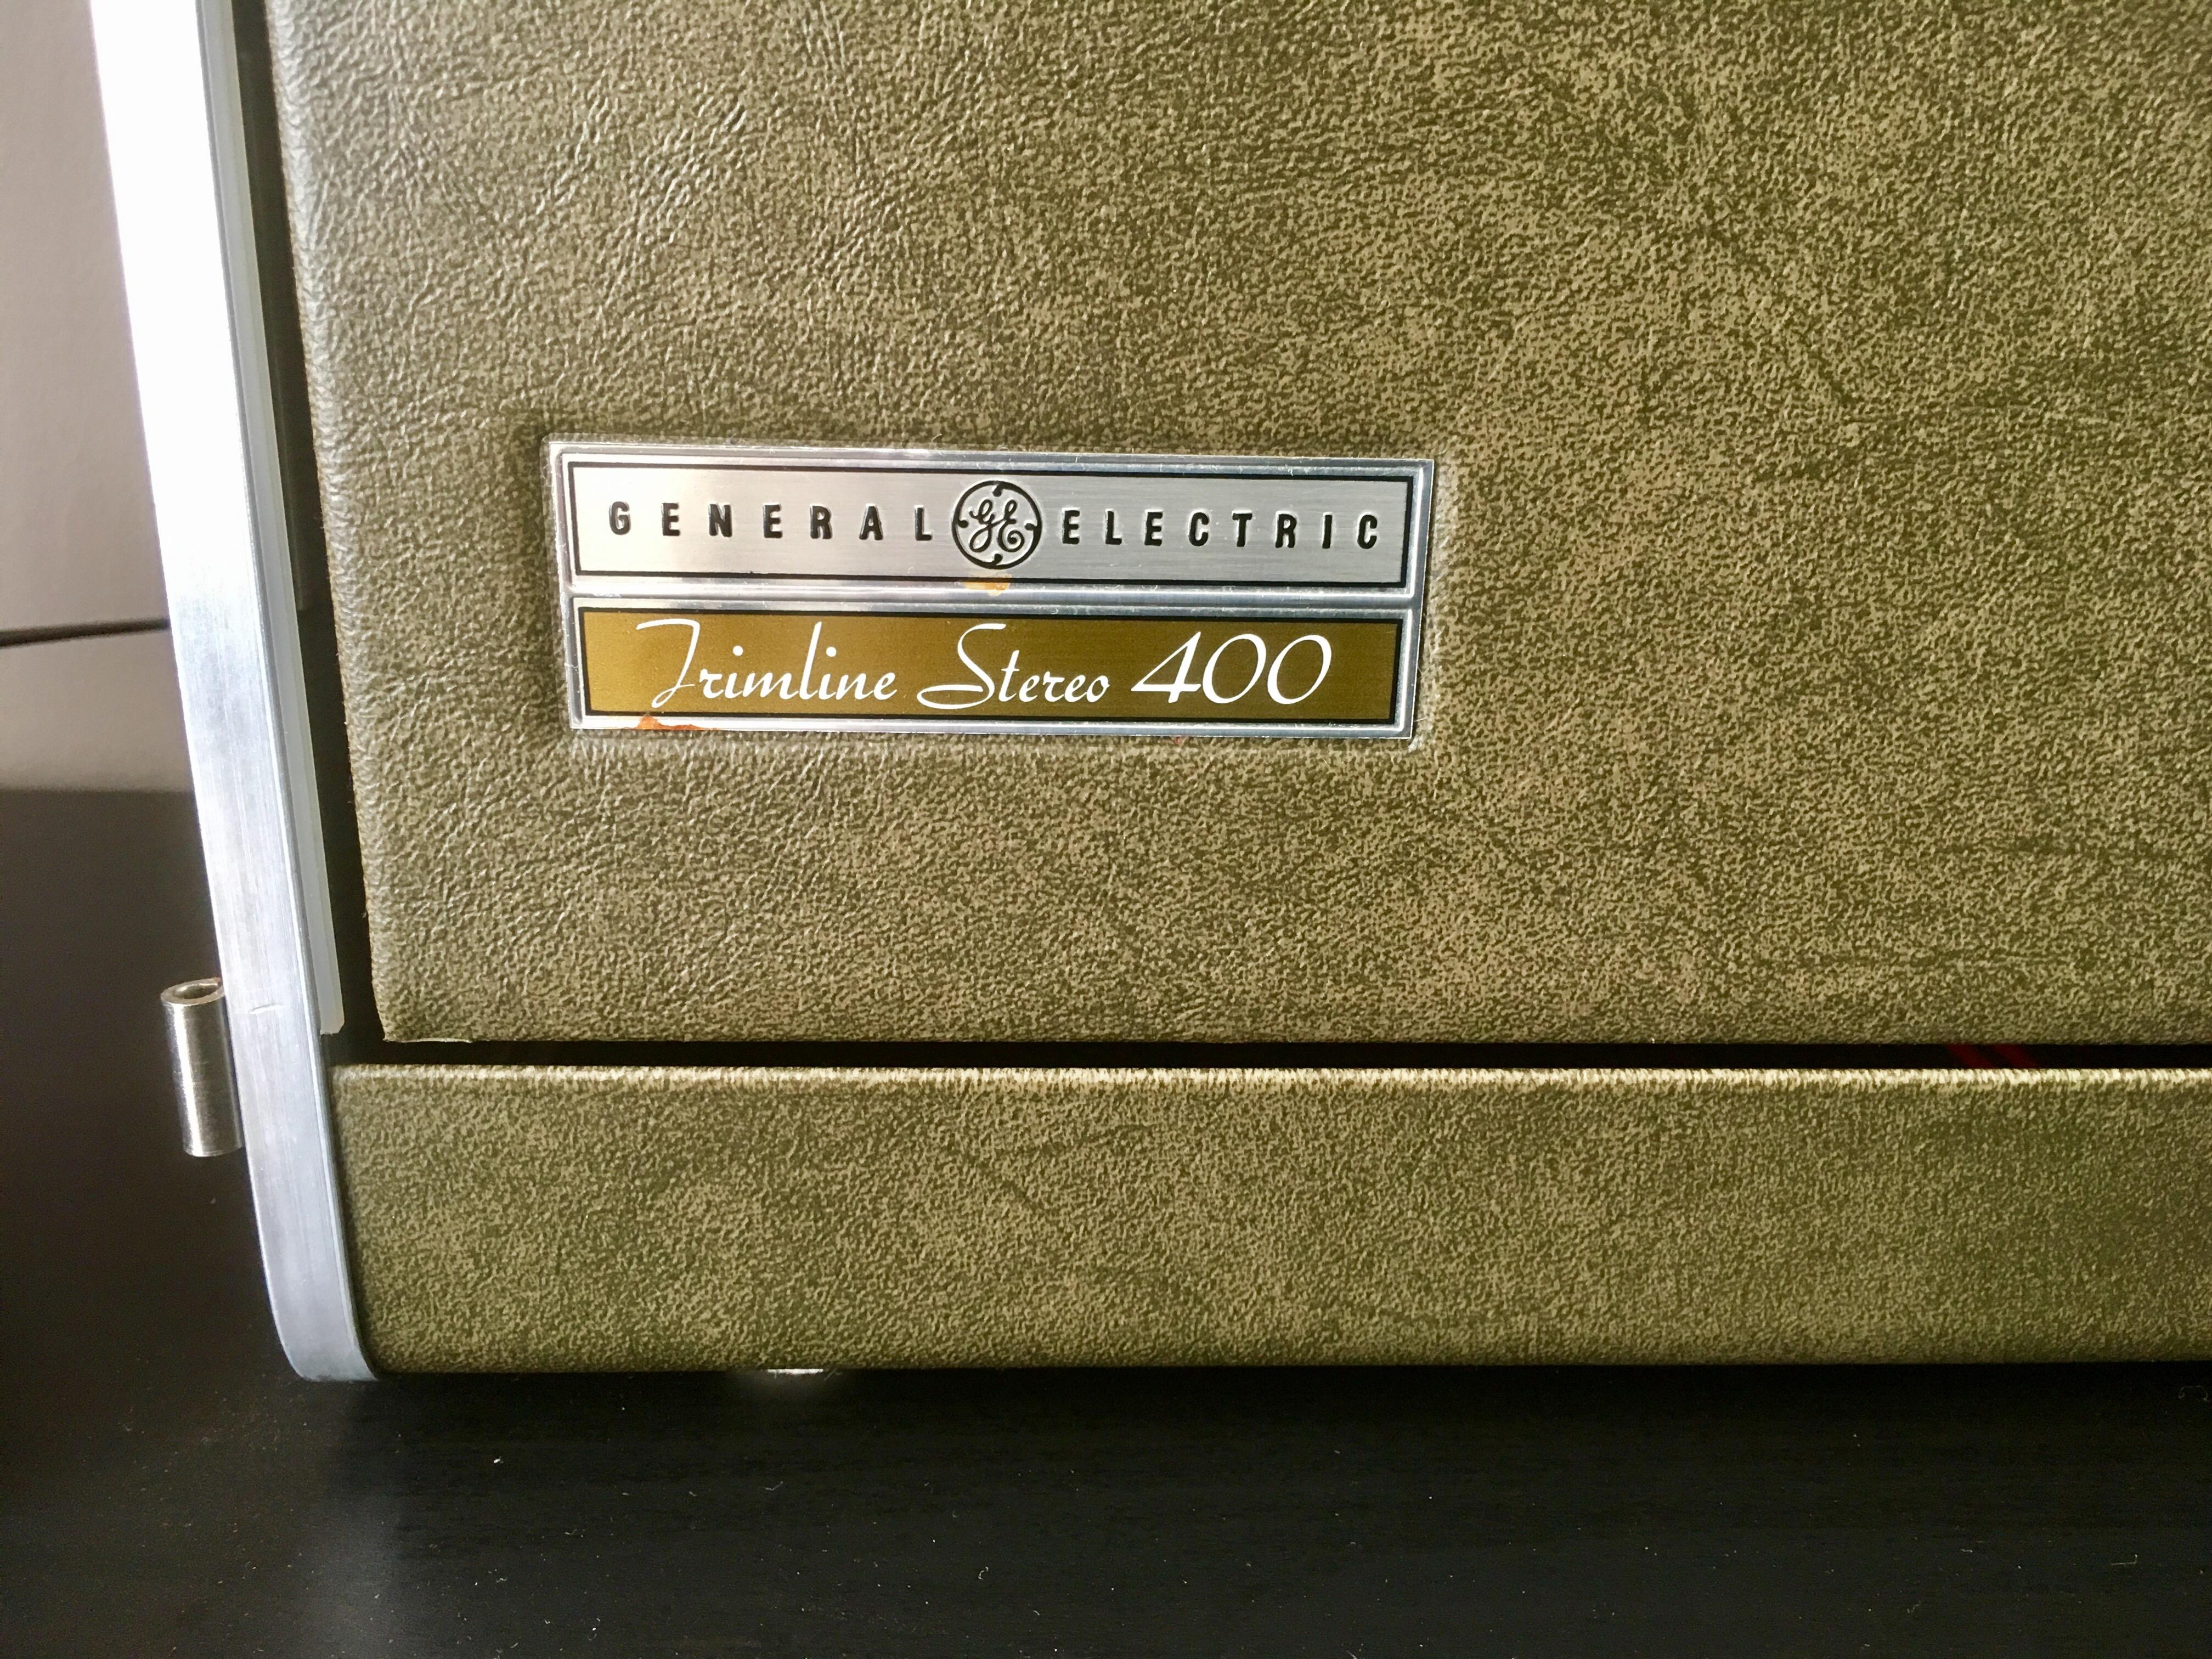 GENERAL GE ELECTRIC
Trimline Stereo 400